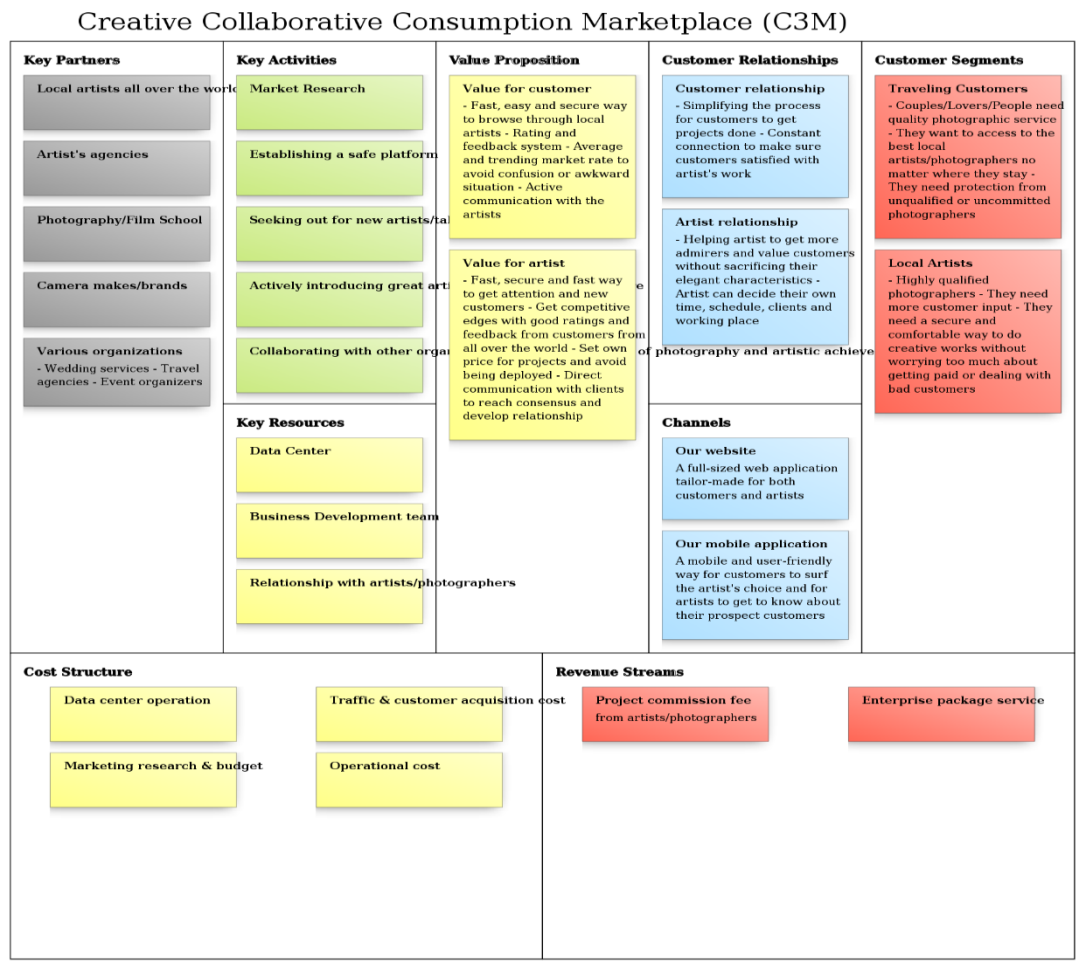 Creative Collaborative Consumption Marketplace (C3M)
Key Partners
Local artists all over the world
Artist's agencies
Photography/Film School
Camera makes/brands
Various organizations
- Wedding services - Travel
agencies - Event organizers
Key Activities
Market Research
Establishing a safe platform
Seeking out for new artists/tal
Actively introducing great arti
Collaborating with other organ
of photography and artistic achieve
Key Resources
Data Center
Business Development team
Relationship with artists/photographers
Value Proposition
Value for customer
- Fast, easy and secure way
to browse through local
artists - Rating and
feedback system - Average
and trending market rate to
avoid confusion or awkward
situation - Active
communication with the
artists
Value for artist
- Fast, secure and fast way
to get attention and new
customers - Get competitive
edges with good ratings and
feedback from customers from
all over the world - Set own
price for projects and avoid
being deployed - Direct
communication with clients
to reach consensus and
develop relationship
Customer Relationships
Customer relationship
- Simplifying the process
for customers to get
projects done - Constant
connection to make sure
customers satisfied with
artist's work
Artist relationship
- Helping artist to get more
admirers and value customers
without sacrificing their
elegant characteristics -
Artist can decide their own
time, schedule, clients and
working place
Channels
Our website
A full-sized web application
tailor-made for both
customers and artists
Our mobile application
A mobile and user-friendly
way for customers to surf
the artist's choice and for
artists to get to know about
their prospect customers
Customer Segments
Traveling Customers
- Couples/Lovers/People need
quality photographic service
- They want to access to the
best local
artists/photographers no
matter where they stay -
They need protection from
unqualified or uncommitted
photographers
Local Artists
- Highly qualified
photographers - They need
more customer input - They
need a secure and
comfortable way to do
creative works without
worrying too much about
getting paid or dealing with
bad customers
Cost Structure
Data center operation
Traffic & customer acquisition cost
Marketing research & budget
Operational cost
Revenue Streams
Project commission fee
from artists/photographers
Enterprise package service